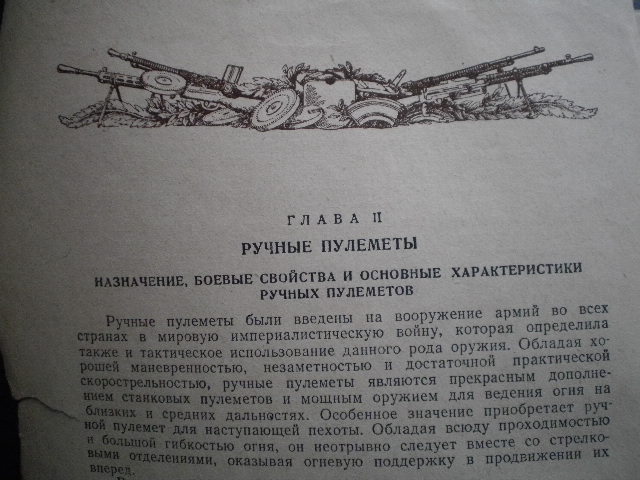 ГЛАВА II
РУЧНЫЕ ПУЛЕМЕТЫ
НАЗНАЧЕНИЕ, БОЕВЫЕ СВОЙСТВА И ОСНОВНЫЕ ХАРАКТЕРИСТИКИ
РУЧНЫХ ПУЛЕМЕТОВ
Ручные пулеметы были введены на вооружение армий во всех
странах в мировую империалистическую войну, которая определила
также и тактическое использование данного рода оружия. Обладая хо-
рошей маневренностью, незаметностью и достаточной практической
скорострельностью, ручные пулеметы являются прекрасным дополне-
нием станковых пулеметов и мощным оружием для ведения огня на
близких и средних дальностях. Особенное значение приобретает руч-
ной пулемет для наступающей пехоты. Обладая всюду проходимостью
и большой гибкостью огня, он неотрывно следует вместе со стрелко-
выми отделениями, оказывая огневую поддержку в продвижении их
вперед.